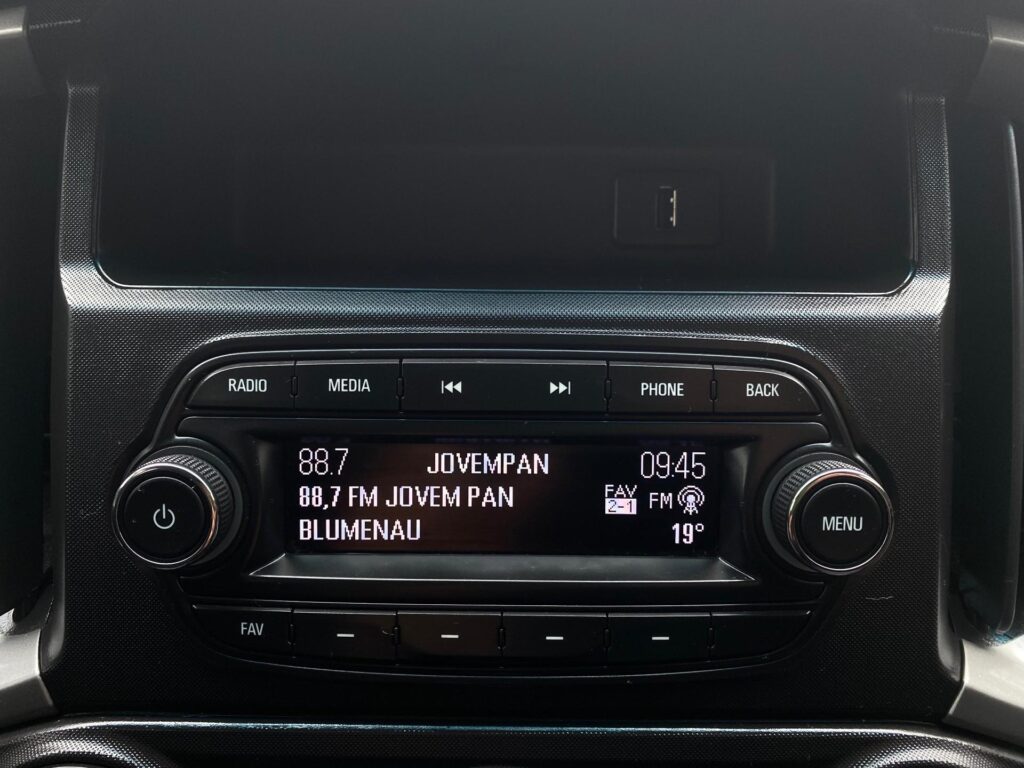 RADIO MEDIA PHONE BACK
88.7 JOVEMPAN 09:45
88,7 FM JOVEM PAN FAV 2-1 FM
BLUMENAU 19°
MENU
FAV